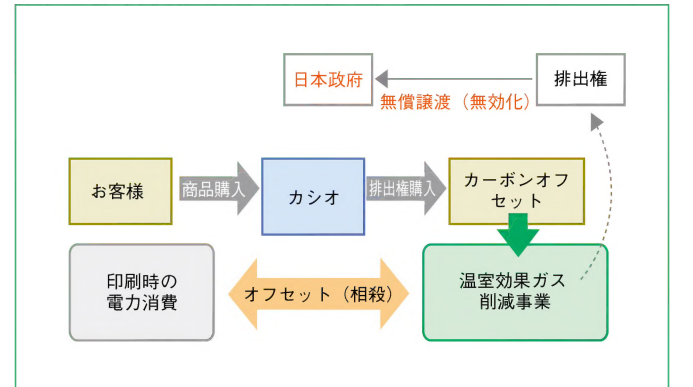 日本政府
排出権
無償譲渡（無効化）
お客様
商品購入
カシオ
排出権購入
カーボンオフ
セット
印刷時の
電力消費
オフセット（相殺）
温室効果ガス
削減事業